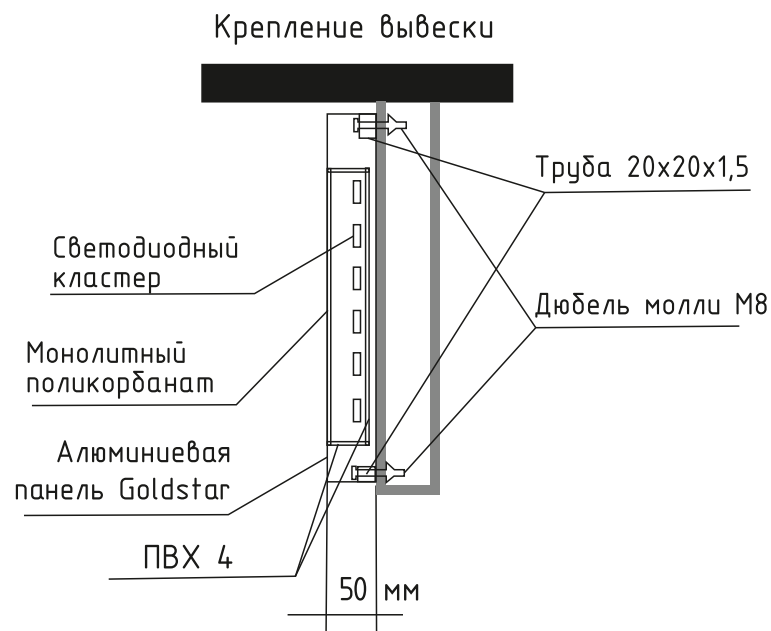 Крепление вывески
Труба 20х20х1,5
Светодиодный
кластер
Дюбель молли М8
Монолитный
поликорбанат
Алюминиевая
панель Goldstar
ПВХ 4
50 мм